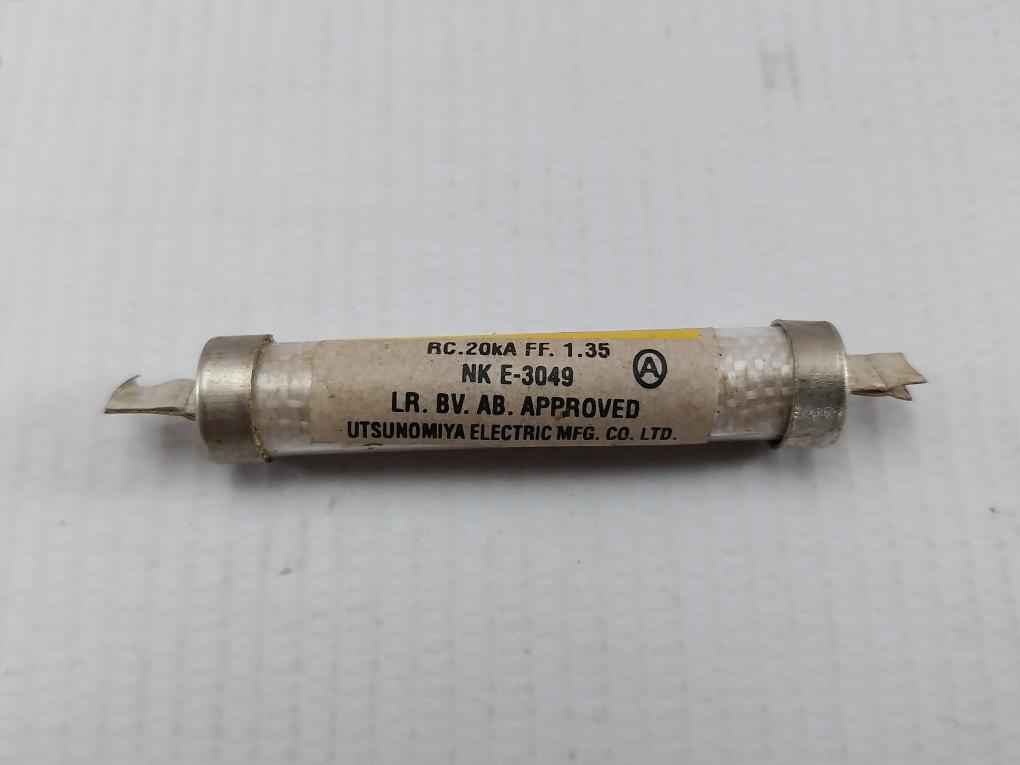 RC.20kA FF. 1.35
NK E-3049 Ⓐ
LR. BV. AB. APPROVED
UTSUNOMIYA ELECTRIC MFG. CO. LTD.